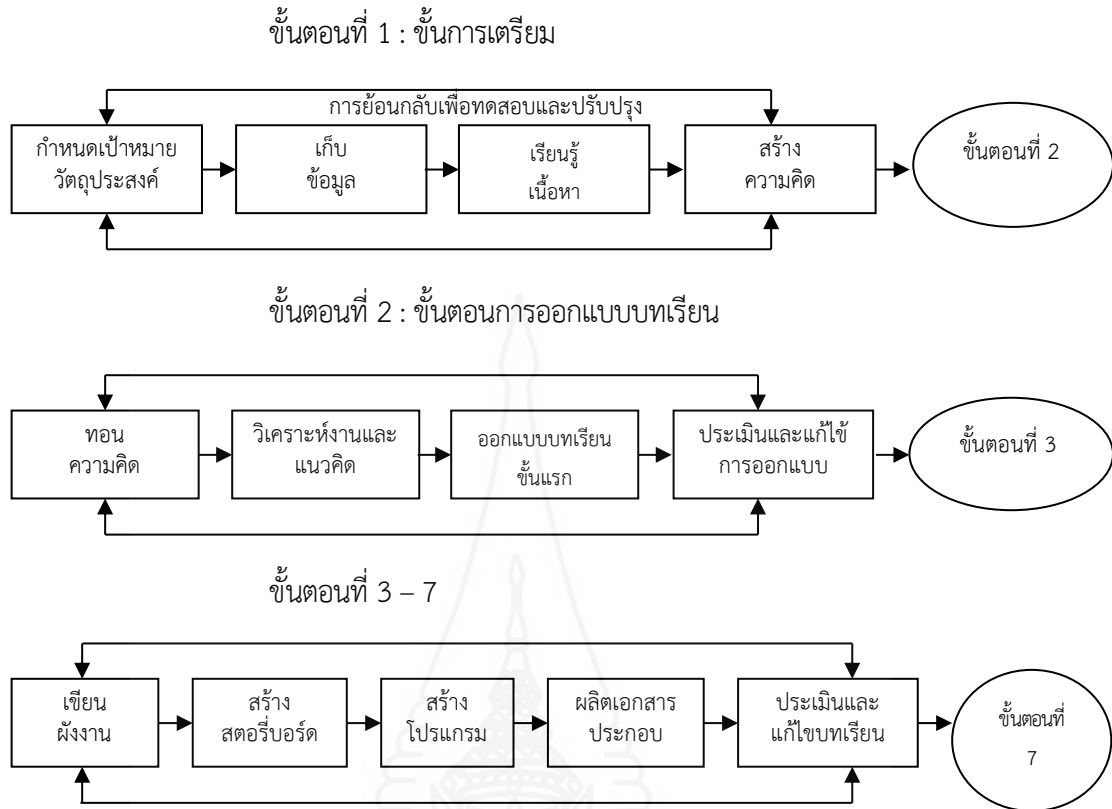 ขั้นตอนที่ 1 : ขั้นการเตรียม
การย้อนกลับเพื่อทดสอบและปรับปรุง
กำหนดเป้าหมาย
วัตถุประสงค์
เก็บ
ข้อมูล
เรียนรู้
เนื้อหา
สร้าง
ความคิด
ขั้นตอนที่ 2
ขั้นตอนที่ 2 : ขั้นตอนการออกแบบบทเรียน
ทอน
ความคิด
วิเคราะห์งานและ
แนวคิด
ออกแบบบทเรียน
ขั้นแรก
ประเมินและแก้ไข้
การออกแบบ
ขั้นตอนที่ 3
ขั้นตอนที่ 3 – 7
เขียน
ผังงาน
สร้าง
สตอรี่บอร์ด
สร้าง
โปรแกรม
ผลิตเอกสาร
ประกอบ
ประเมินและ
แก้ไขบทเรียน
ขั้นตอนที่
7